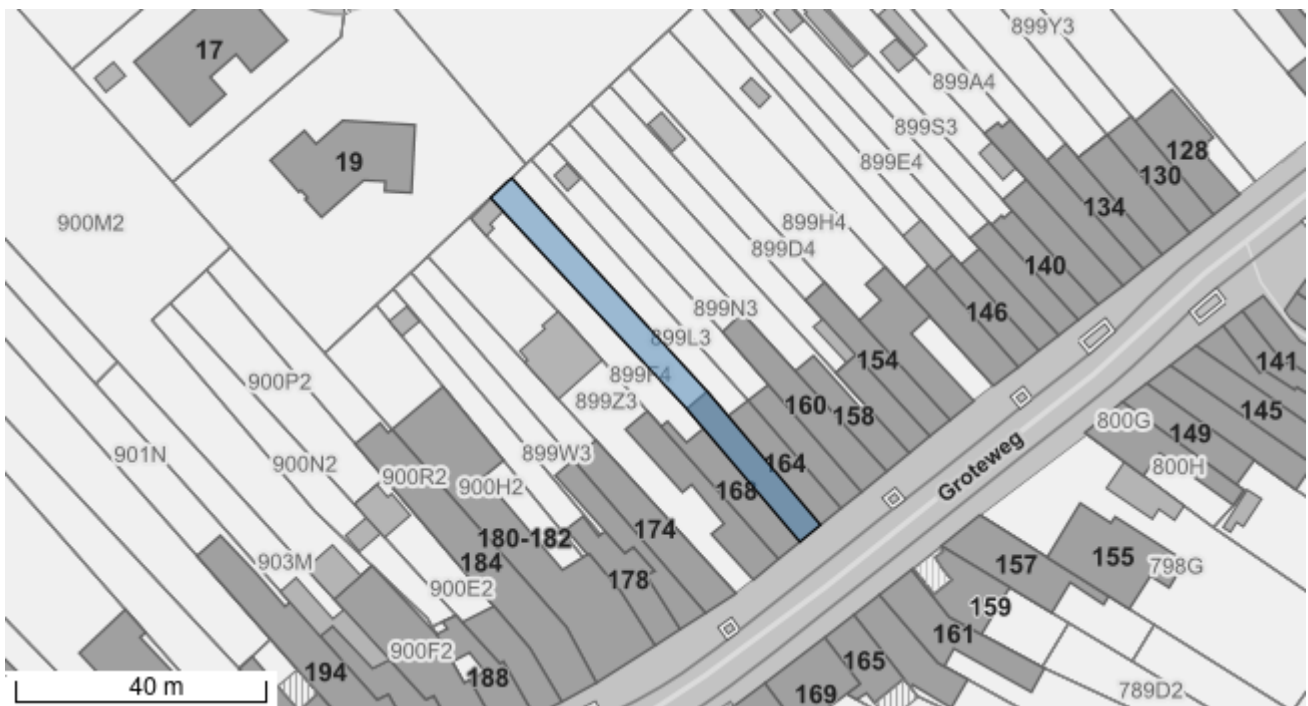 899Y3
17
899A4
899S3
128
19
899E4
130
134
900M2
899H4
899D4
140
899N3
146
899L3
154
141
899F4
900P2
899Z3
160
158
145
800G
149
901N
899W3
900N2
164
800H
900R2
900H2
168
Groteweg
174
180-182
184
157
155
903M
798G
178
900E2
159
161
900F2
165
194
188
40 m
169
789D2